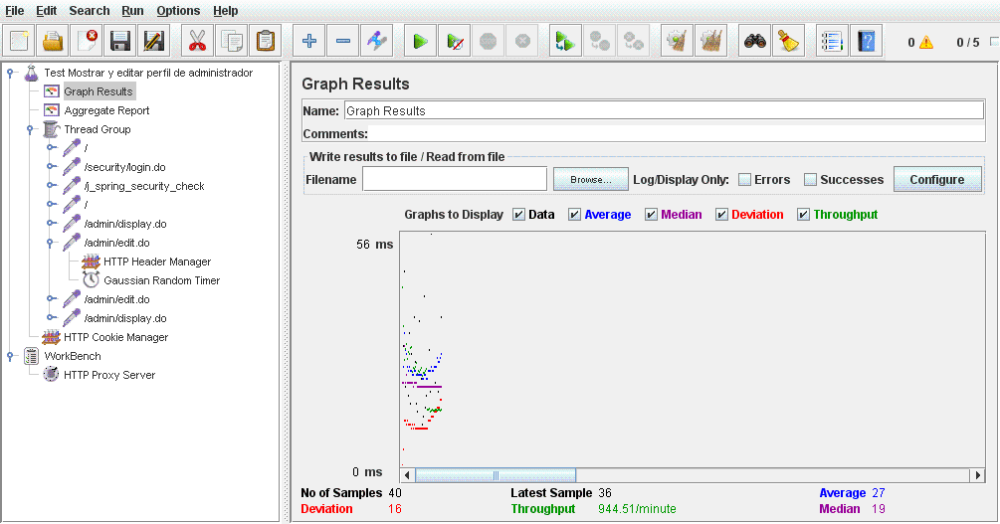 File Edit Search Run Options Help
0 0 / 5
Test Mostrar y editar perfil de administrador
Graph Results
Aggregate Report
Thread Group
/
/security/login.do
/j_spring_security_check
/
/admin/display.do
/admin/edit.do
HTTP Header Manager
Gaussian Random Timer
/admin/edit.do
/admin/display.do
HTTP Cookie Manager
WorkBench
HTTP Proxy Server
Graph Results
Name: Graph Results
Comments:
Write results to file / Read from file
Filename Browse... Log/Display Only: Errors Successes Configure
Graphs to Display Data Average Median Deviation Throughput
56 ms
0 ms
No of Samples 40 Latest Sample 36 Average 27
Deviation 16 Throughput 944.51/minute Median 19